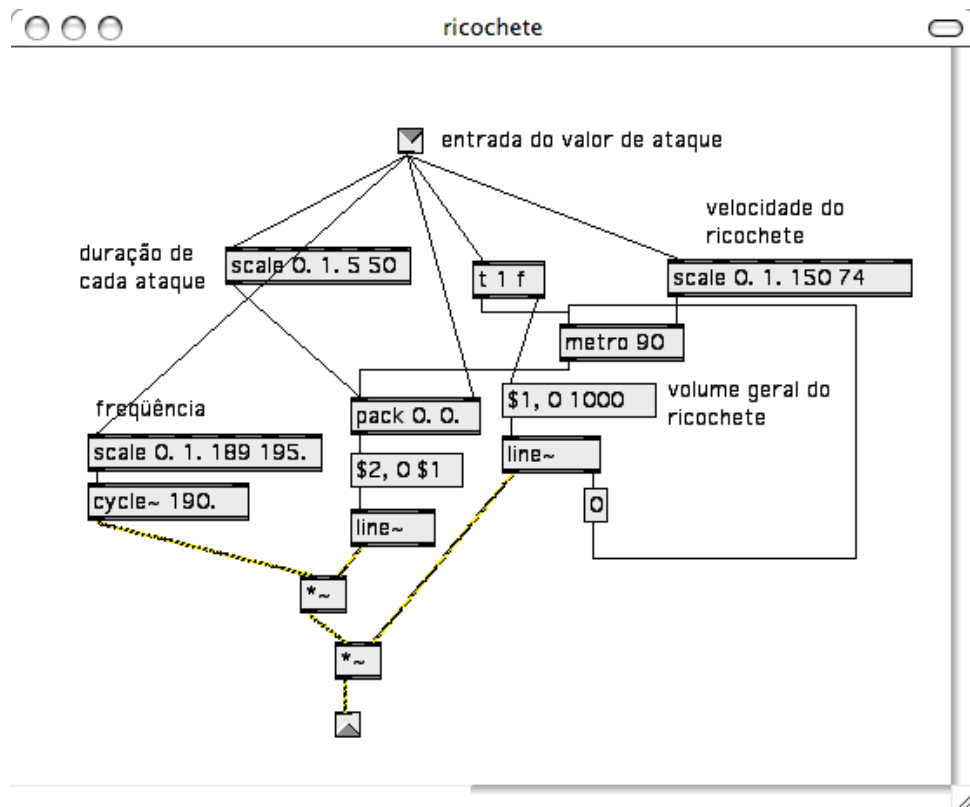 ricochete
entrada do valor de ataque
velocidade do
ricochete
duração de
cada ataque
scale 0. 1. 5 50
t 1 f
scale 0. 1. 150 74
metro 90
$1, 0 1000
volume geral do
ricochete
freqüência
pack 0. 0.
scale 0. 1. 189 195.
line~
$2, 0 $1
cycle~ 190.
0
line~
*~
*~